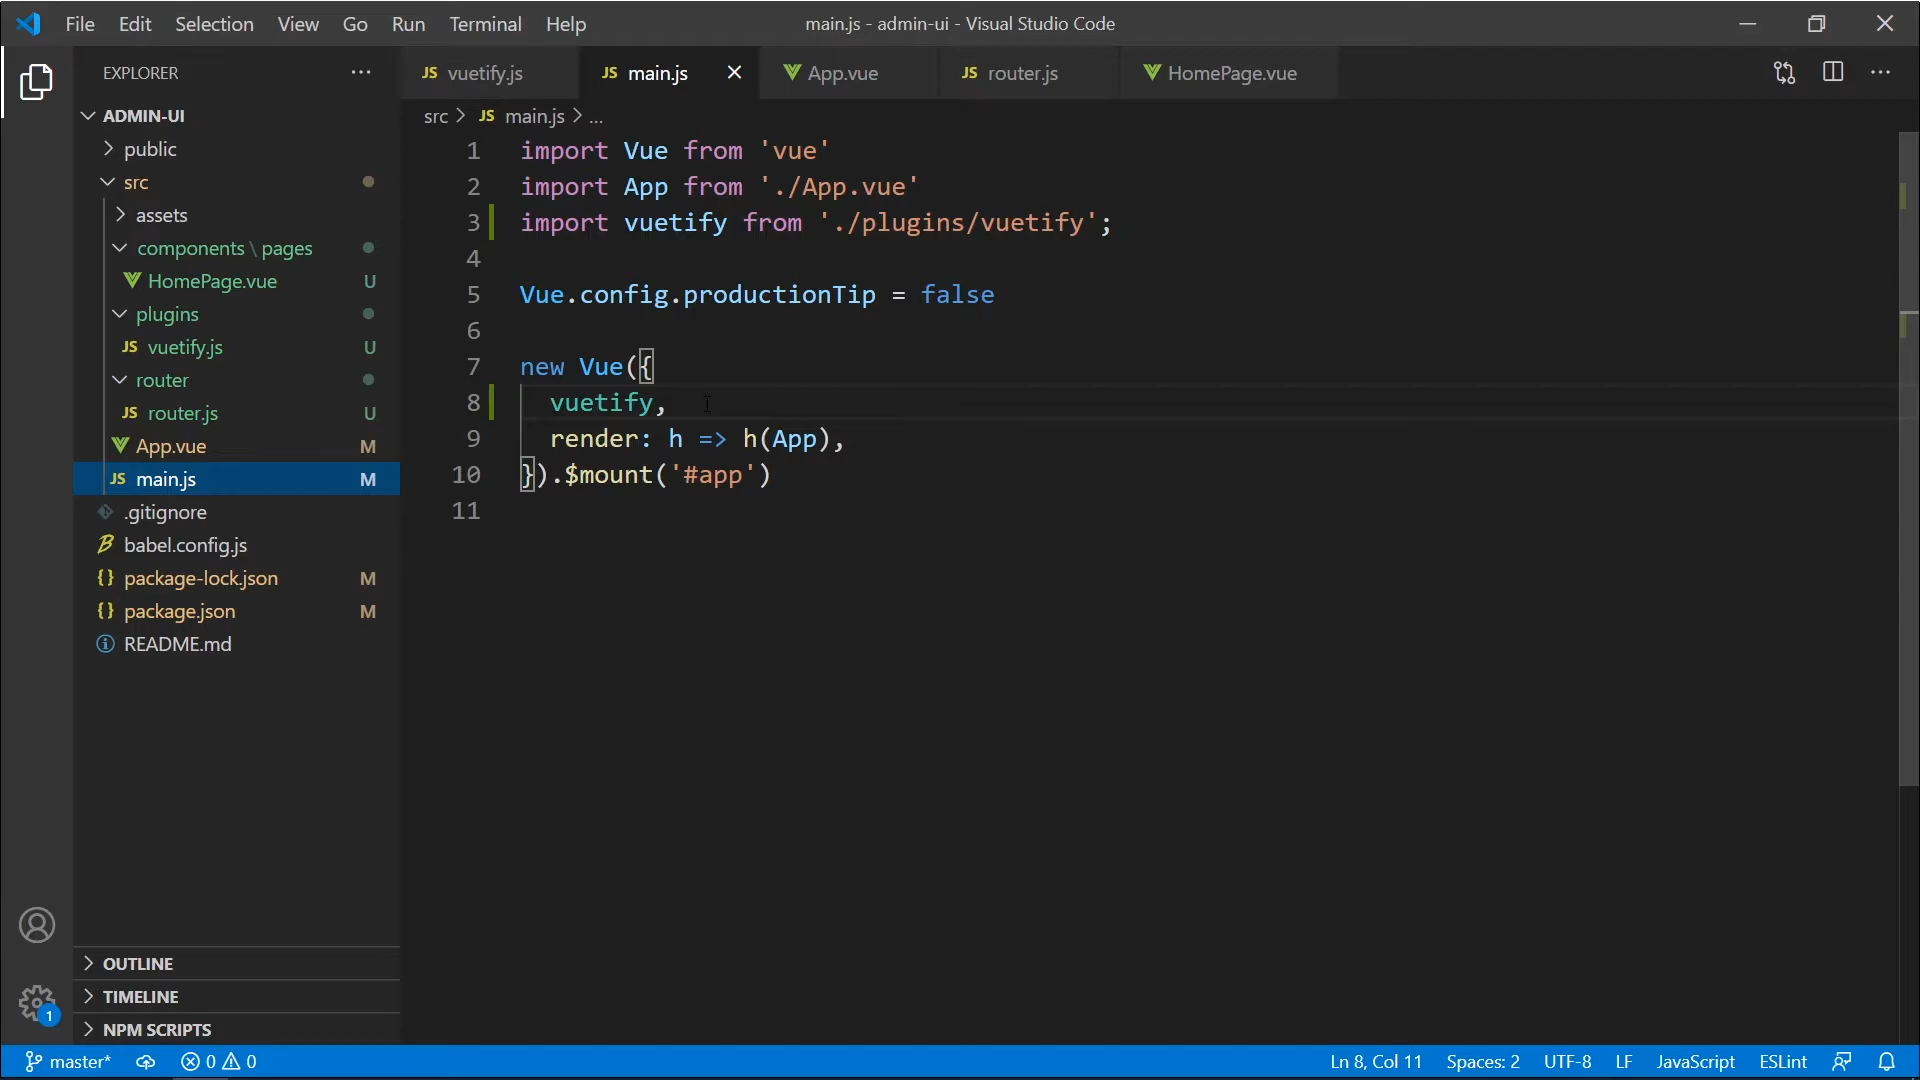 File Edit Selection View Go Run Terminal Help main.js - admin-ui - Visual Studio Code
EXPLORER
JS vuetify.js JS main.js App.vue JS router.js HomePage.vue
ADMIN-UI
public
src
assets
components \ pages
HomePage.vue U
plugins
JS vuetify.js U
router
JS router.js U
App.vue M
JS main.js M
.gitignore
babel.config.js
{} package-lock.json M
{} package.json M
README.md
OUTLINE
TIMELINE
NPM SCRIPTS
1
src > JS main.js > ...
1 import Vue from 'vue'
2 import App from './App.vue'
3 import vuetify from './plugins/vuetify';
4
5 Vue.config.productionTip = false
6
7 new Vue({
8 vuetify,
9 render: h => h(App),
10 }).$mount('#app')
11
master* 0 0 Ln 8, Col 11 Spaces: 2 UTF-8 LF JavaScript ESLint